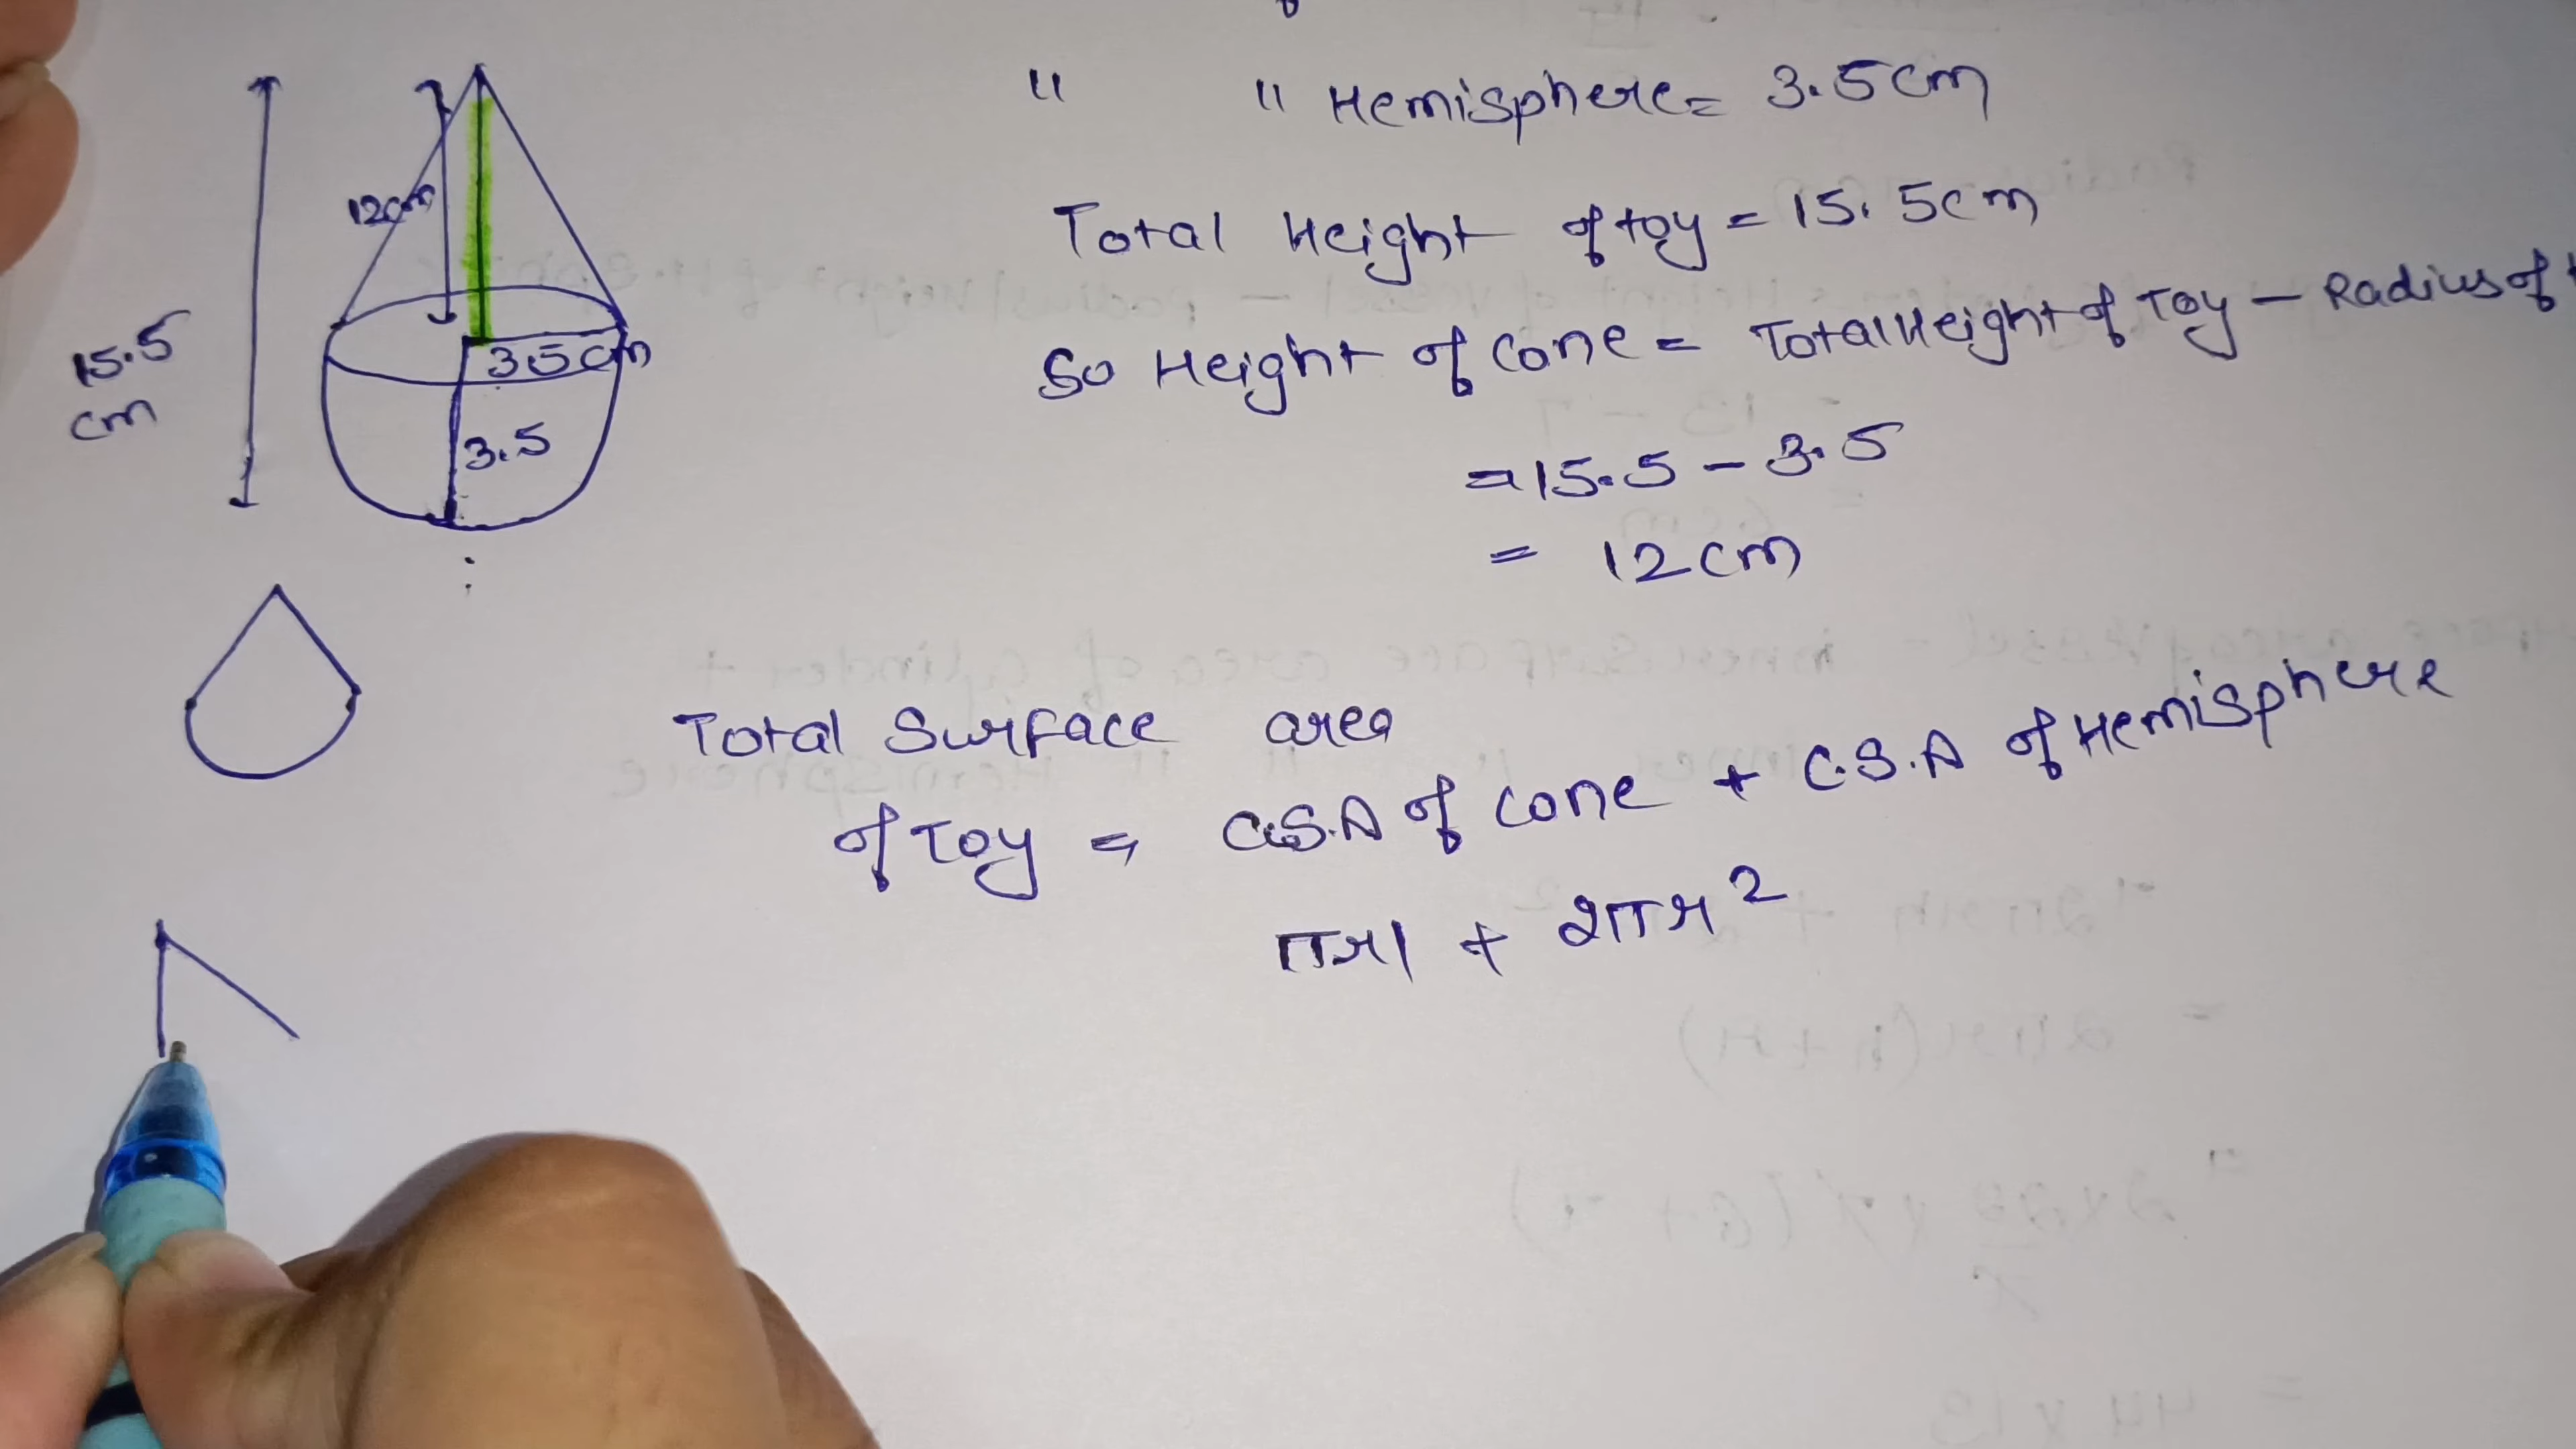 " " Hemisphere = 3.5cm
Total Height of toy = 15.5cm
So Height of cone = Total Height of Toy - Radius of
= 15.5 - 3.5
= 12 cm
Total Surface area
of Toy = C.S.A of cone + C.S.A of Hemisphere
πrl + 2πr²
12cm
15.5
cm
3.5cm
3.5